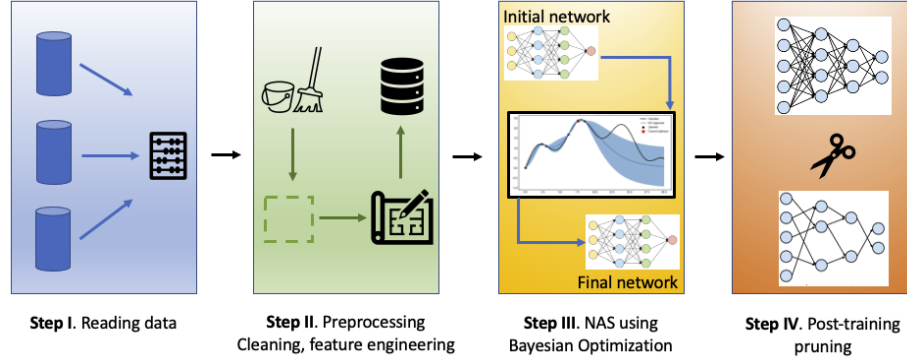 Initial network
Final network
Step I. Reading data
Step II. Preprocessing
Cleaning, feature engineering
Step III. NAS using
Bayesian Optimization
Step IV. Post-training
pruning